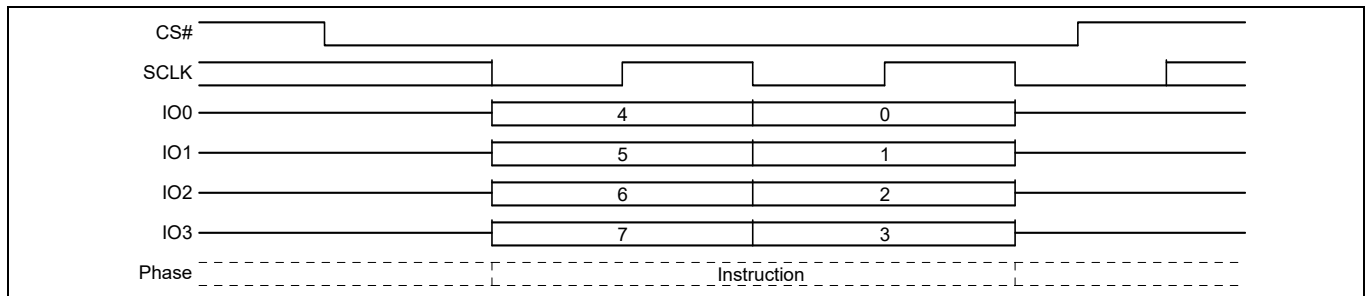 CS#
SCLK
IO0 4 0
IO1 5 1
IO2 6 2
IO3 7 3
Phase Instruction